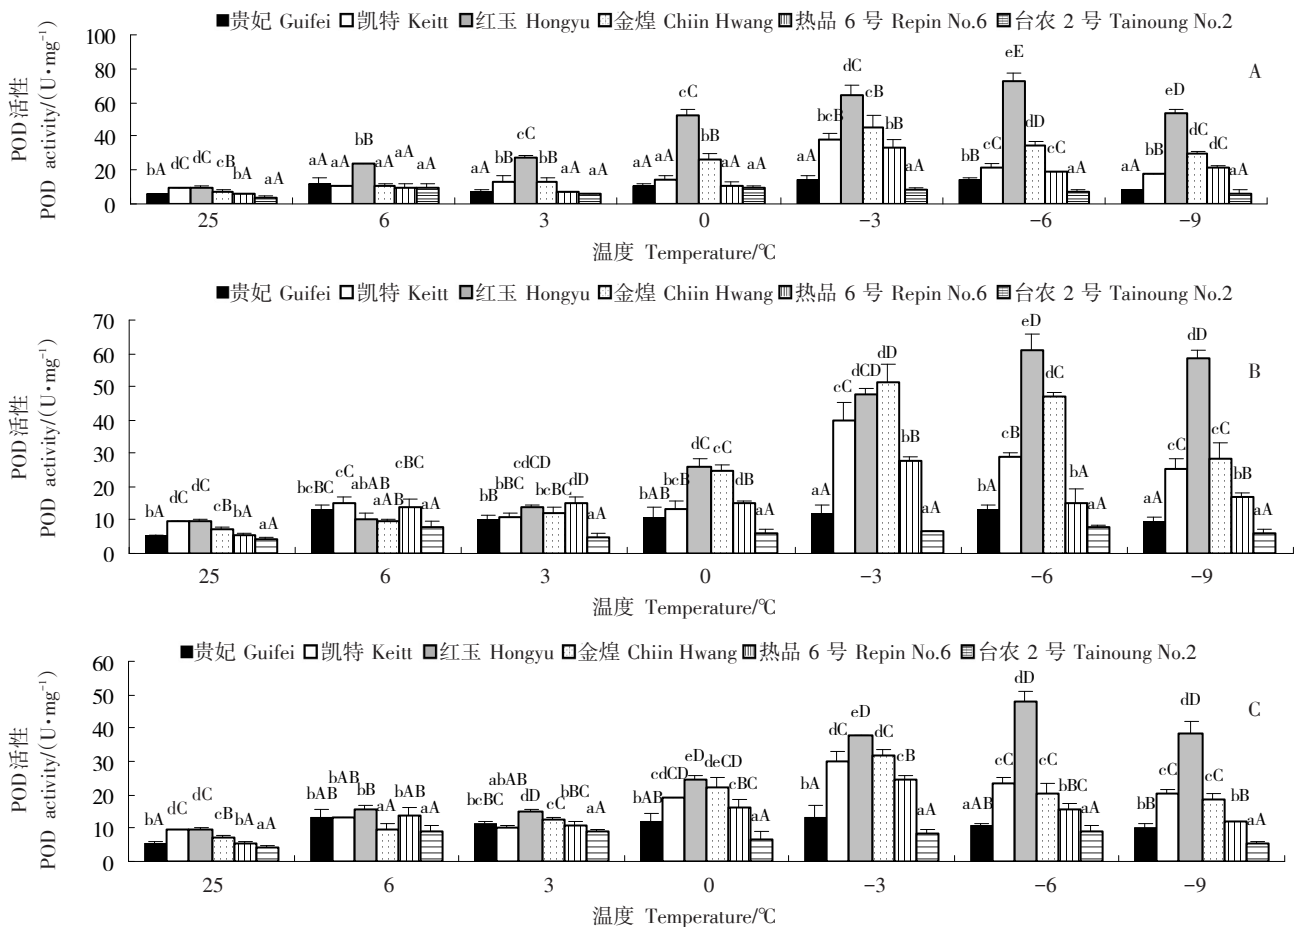 ■贵妃 Guifei □凯特 Keitt ■红玉 Hongyu □金煌 Chiin Hwang □热品 6 号 Repin No.6 □台农 2 号 Tainoung No.2
POD活性
POD activity/(U·mg⁻¹)
100
80
60
40
20
0
A
bA dC dC cB bA aA
aA aA bB aA aA aA
aA bB cC bB aA aA
aA aA cC bB aA aA
aA bcB dC cB bB aA
bB cC eE dD cC aA
aA bB eD dC dC aA
25 6 3 0 −3 −6 −9
温度 Temperature/℃
■贵妃 Guifei □凯特 Keitt ■红玉 Hongyu □金煌 Chiin Hwang □热品 6 号 Repin No.6 □台农 2 号 Tainoung No.2
POD活性
POD activity/(U·mg⁻¹)
70
60
50
40
30
20
10
0
B
bA dC dC cB bA aA
bcBC cC abAB aAB cBC aA
bB bBC cdCD bcBC dD aA
bAB bcB dC cC dB aA
aA cC dCD dD bB aA
bA cB eD dC bA aA
aA cC dD cC bB aA
25 6 3 0 −3 −6 −9
温度 Temperature/℃
■贵妃 Guifei □凯特 Keitt ■红玉 Hongyu □金煌 Chiin Hwang □热品 6 号 Repin No.6 □台农 2 号 Tainoung No.2
POD活性
POD activity/(U·mg⁻¹)
60
50
40
30
20
10
0
C
bA dC dC cB bA aA
bAB bAB bB aA bAB aA
bcBC abAB dD cC bBC aA
bAB cdCD eD deCD cBC aA
bA dC eD dC cB aA
aAB cC dD cC bBC aA
bB cC dD cC bB aA
25 6 3 0 −3 −6 −9
温度 Temperature/℃